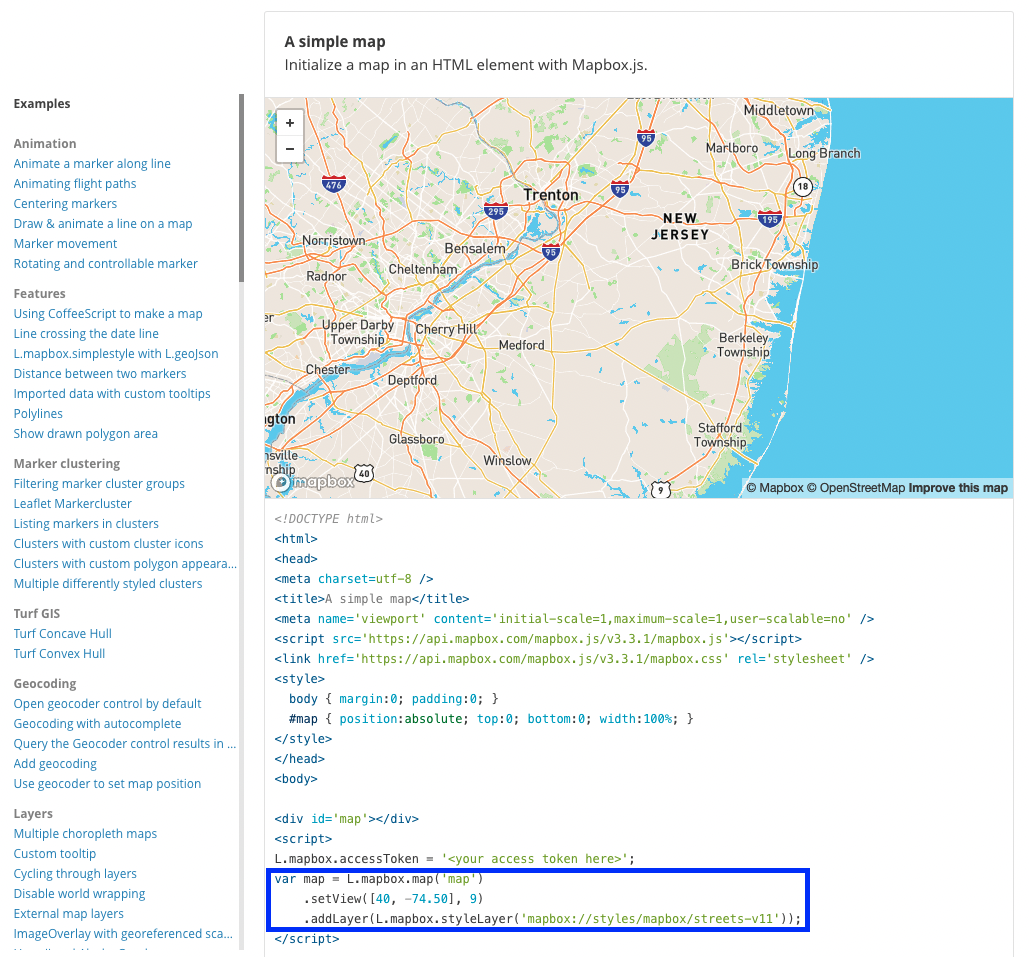 A simple map
Initialize a map in an HTML element with Mapbox.js.
Examples
Animation
Animate a marker along line
Animating flight paths
Centering markers
Draw & animate a line on a map
Marker movement
Rotating and controllable marker
Features
Using CoffeeScript to make a map
Line crossing the date line
L.mapbox.simplestyle with L.geoJson
Distance between two markers
Imported data with custom tooltips
Polylines
Show drawn polygon area
Marker clustering
Filtering marker cluster groups
Leaflet Markercluster
Listing markers in clusters
Clusters with custom cluster icons
Clusters with custom polygon appeara...
Multiple differently styled clusters
Turf GIS
Turf Concave Hull
Turf Convex Hull
Geocoding
Open geocoder control by default
Geocoding with autocomplete
Query the Geocoder control results in ...
Add geocoding
Use geocoder to set map position
Layers
Multiple choropleth maps
Custom tooltip
Cycling through layers
Disable world wrapping
External map layers
ImageOverlay with georeferenced sca...
+
−
Middletown
95
Marlboro
Long Branch
476
95
18
Trenton
295
NEW
JERSEY
195
Norristown
Bensalem
95
Radnor
Cheltenham
Brick Township
er
Upper Darby
Township
Cherry Hill
Medford
Berkeley
Township
Chester
Deptford
ngton
Glassboro
Stafford
Township
nsville
nship
Winslow
40
9
mapbox
© Mapbox © OpenStreetMap Improve this map
<!DOCTYPE html>
<html>
<head>
<meta charset=utf-8 />
<title>A simple map</title>
<meta name='viewport' content='initial-scale=1,maximum-scale=1,user-scalable=no' />
<script src='https://api.mapbox.com/mapbox.js/v3.3.1/mapbox.js'></script>
<link href='https://api.mapbox.com/mapbox.js/v3.3.1/mapbox.css' rel='stylesheet' />
<style>
body { margin:0; padding:0; }
#map { position:absolute; top:0; bottom:0; width:100%; }
</style>
</head>
<body>
<div id='map'></div>
<script>
L.mapbox.accessToken = '<your access token here>';
var map = L.mapbox.map('map')
.setView([40, -74.50], 9)
.addLayer(L.mapbox.styleLayer('mapbox://styles/mapbox/streets-v11'));
</script>